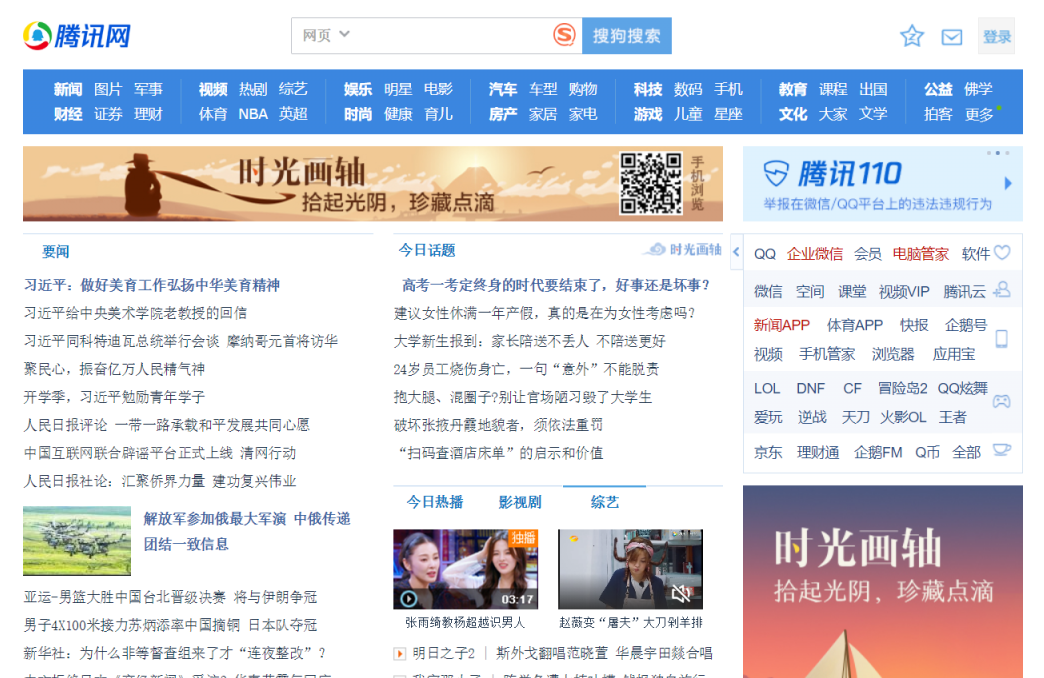 腾讯网
网页
搜狗搜索
登录
新闻 图片 军事 视频 热剧 综艺 娱乐 明星 电影 汽车 车型 购物 科技 数码 手机 教育 课程 出国 公益 佛学
财经 证券 理财 体育 NBA 英超 时尚 健康 育儿 房产 家居 家电 游戏 儿童 星座 文化 大家 文学 拍客 更多
时光画轴
拾起光阴，珍藏点滴
手机浏览
腾讯110
举报在微信/QQ平台上的违法违规行为
要闻
习近平：做好美育工作弘扬中华美育精神
习近平给中央美术学院老教授的回信
习近平同科特迪瓦总统举行会谈 摩纳哥元首将访华
聚民心，振奋亿万人民精气神
开学季，习近平勉励青年学子
人民日报评论 一带一路承载和平发展共同心愿
中国互联网联合辟谣平台正式上线 清网行动
人民日报社论：汇聚侨界力量 建功复兴伟业
解放军参加俄最大军演 中俄传递
团结一致信息
亚运-男篮大胜中国台北晋级决赛 将与伊朗争冠
男子4X100米接力苏炳添率中国摘铜 日本队夺冠
新华社：为什么非等督查组来了才“连夜整改”？
今日话题
时光画轴
高考一考定终身的时代要结束了，好事还是坏事？
建议女性休满一年产假，真的是在为女性考虑吗？
大学新生报到：家长陪送不丢人 不陪送更好
24岁员工烧伤身亡，一句“意外”不能脱责
抱大腿、混圈子？别让官场陋习毁了大学生
破坏张掖丹霞地貌者，须依法重罚
“扫码查酒店床单”的启示和价值
今日热播 影视剧 综艺
独播
03:17
张雨绮教杨超越识男人
赵薇变“屠夫”大刀剁羊排
明日之子2 | 斯外戈翻唱范晓萱 华晨宇田燚合唱
QQ 企业微信 会员 电脑管家 软件
微信 空间 课堂 视频VIP 腾讯云
新闻APP 体育APP 快报 企鹅号
视频 手机管家 浏览器 应用宝
LOL DNF CF 冒险岛2 QQ炫舞
爱玩 逆战 天刀 火影OL 王者
京东 理财通 企鹅FM Q币 全部
时光画轴
拾起光阴，珍藏点滴